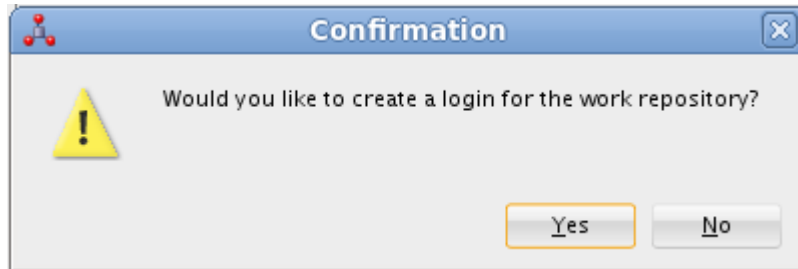 Confirmation
Would you like to create a login for the work repository?
Yes
No